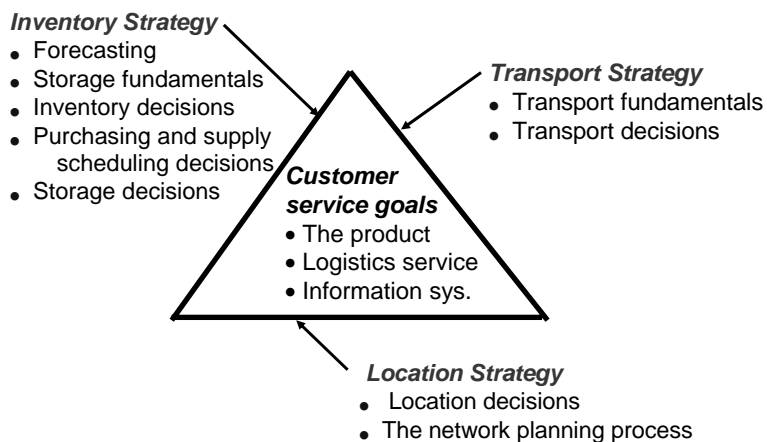 Inventory Strategy
• Forecasting
• Storage fundamentals
• Inventory decisions
• Purchasing and supply
scheduling decisions
• Storage decisions
Transport Strategy
• Transport fundamentals
• Transport decisions
Customer
service goals
• The product
• Logistics service
• Information sys.
Location Strategy
• Location decisions
• The network planning process